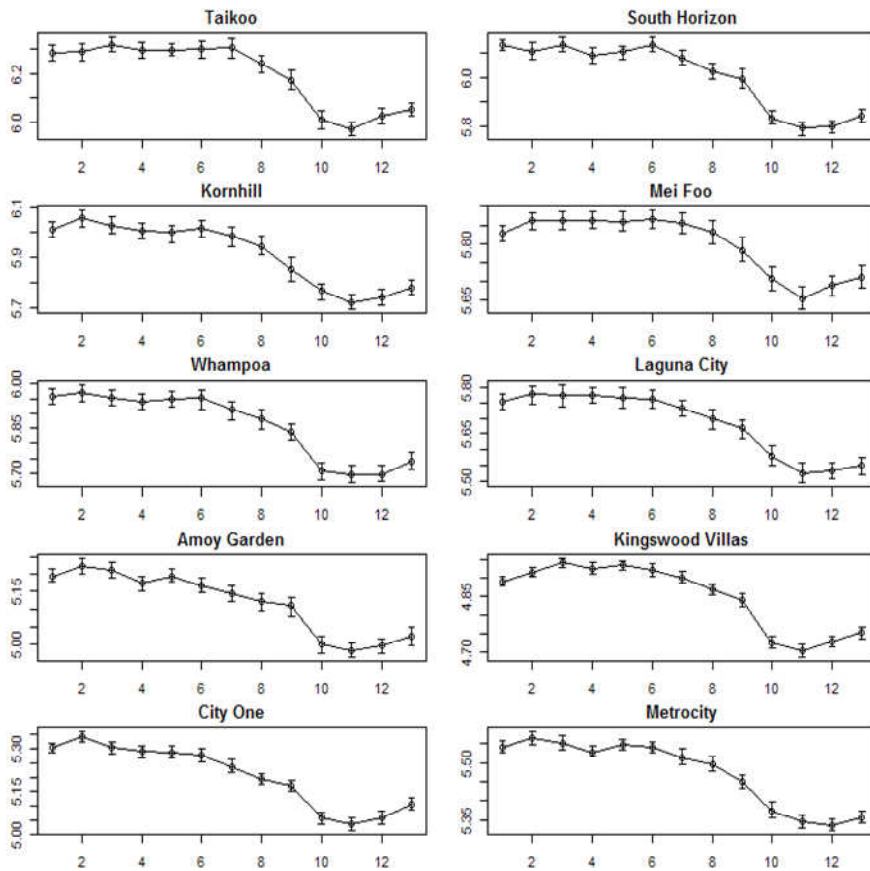 Taikoo
6.2
6.0
2 4 6 8 10 12
South Horizon
6.0
5.8
2 4 6 8 10 12
Kornhill
6.1
5.9
5.7
2 4 6 8 10 12
Mei Foo
5.80
5.65
2 4 6 8 10 12
Whampoa
6.00
5.85
5.70
2 4 6 8 10 12
Laguna City
5.80
5.65
5.50
2 4 6 8 10 12
Amoy Garden
5.15
5.00
2 4 6 8 10 12
Kingswood Villas
4.85
4.70
2 4 6 8 10 12
City One
5.30
5.15
5.00
2 4 6 8 10 12
Metrocity
5.50
5.35
2 4 6 8 10 12